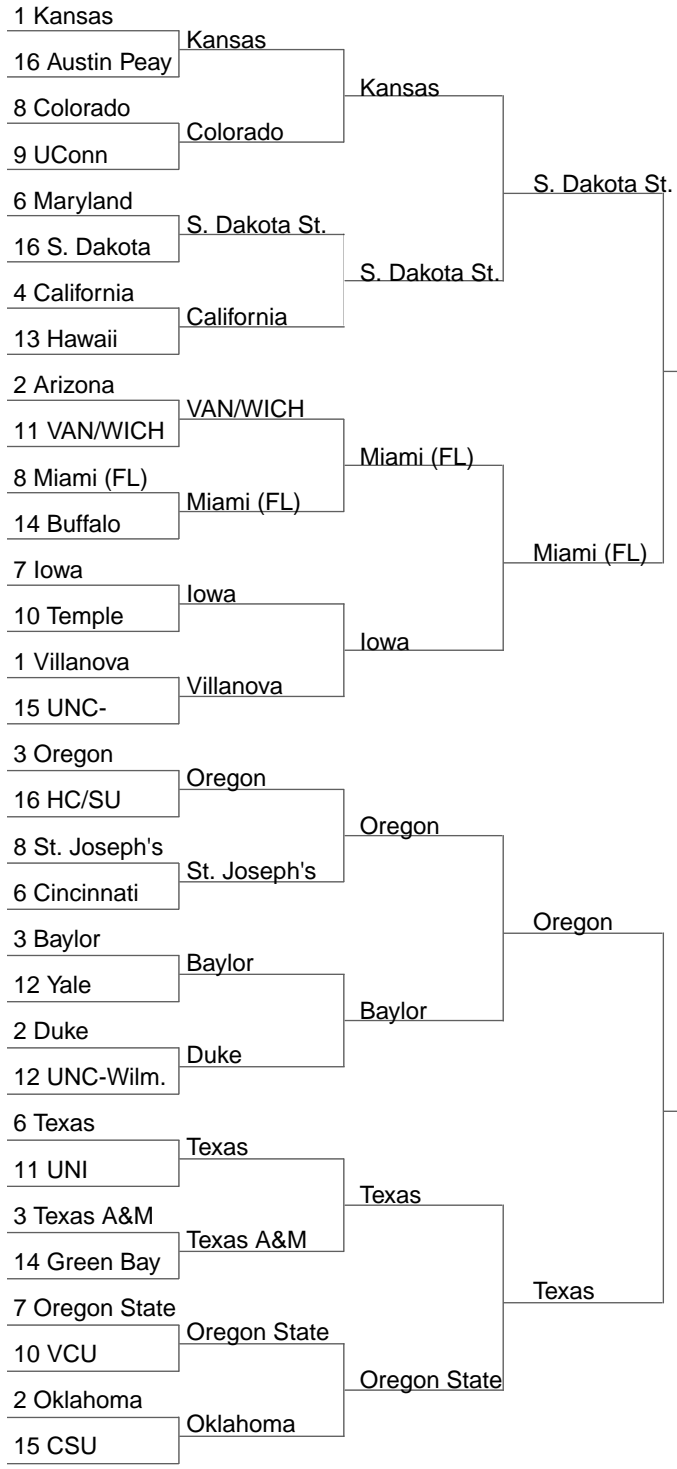 1 Kansas
16 Austin Peay
8 Colorado
9 UConn
6 Maryland
16 S. Dakota
4 California
13 Hawaii
2 Arizona
11 VAN/WICH
8 Miami (FL)
14 Buffalo
7 Iowa
10 Temple
1 Villanova
15 UNC-
3 Oregon
16 HC/SU
8 St. Joseph's
6 Cincinnati
3 Baylor
12 Yale
2 Duke
12 UNC-Wilm.
6 Texas
11 UNI
3 Texas A&M
14 Green Bay
7 Oregon State
10 VCU
2 Oklahoma
15 CSU
Kansas
Colorado
S. Dakota St.
California
VAN/WICH
Miami (FL)
Iowa
Villanova
Oregon
St. Joseph's
Baylor
Duke
Texas
Texas A&M
Oregon State
Oklahoma
Kansas
S. Dakota St.
Miami (FL)
Iowa
Oregon
Baylor
Texas
Oregon State
S. Dakota St.
Miami (FL)
Oregon
Texas